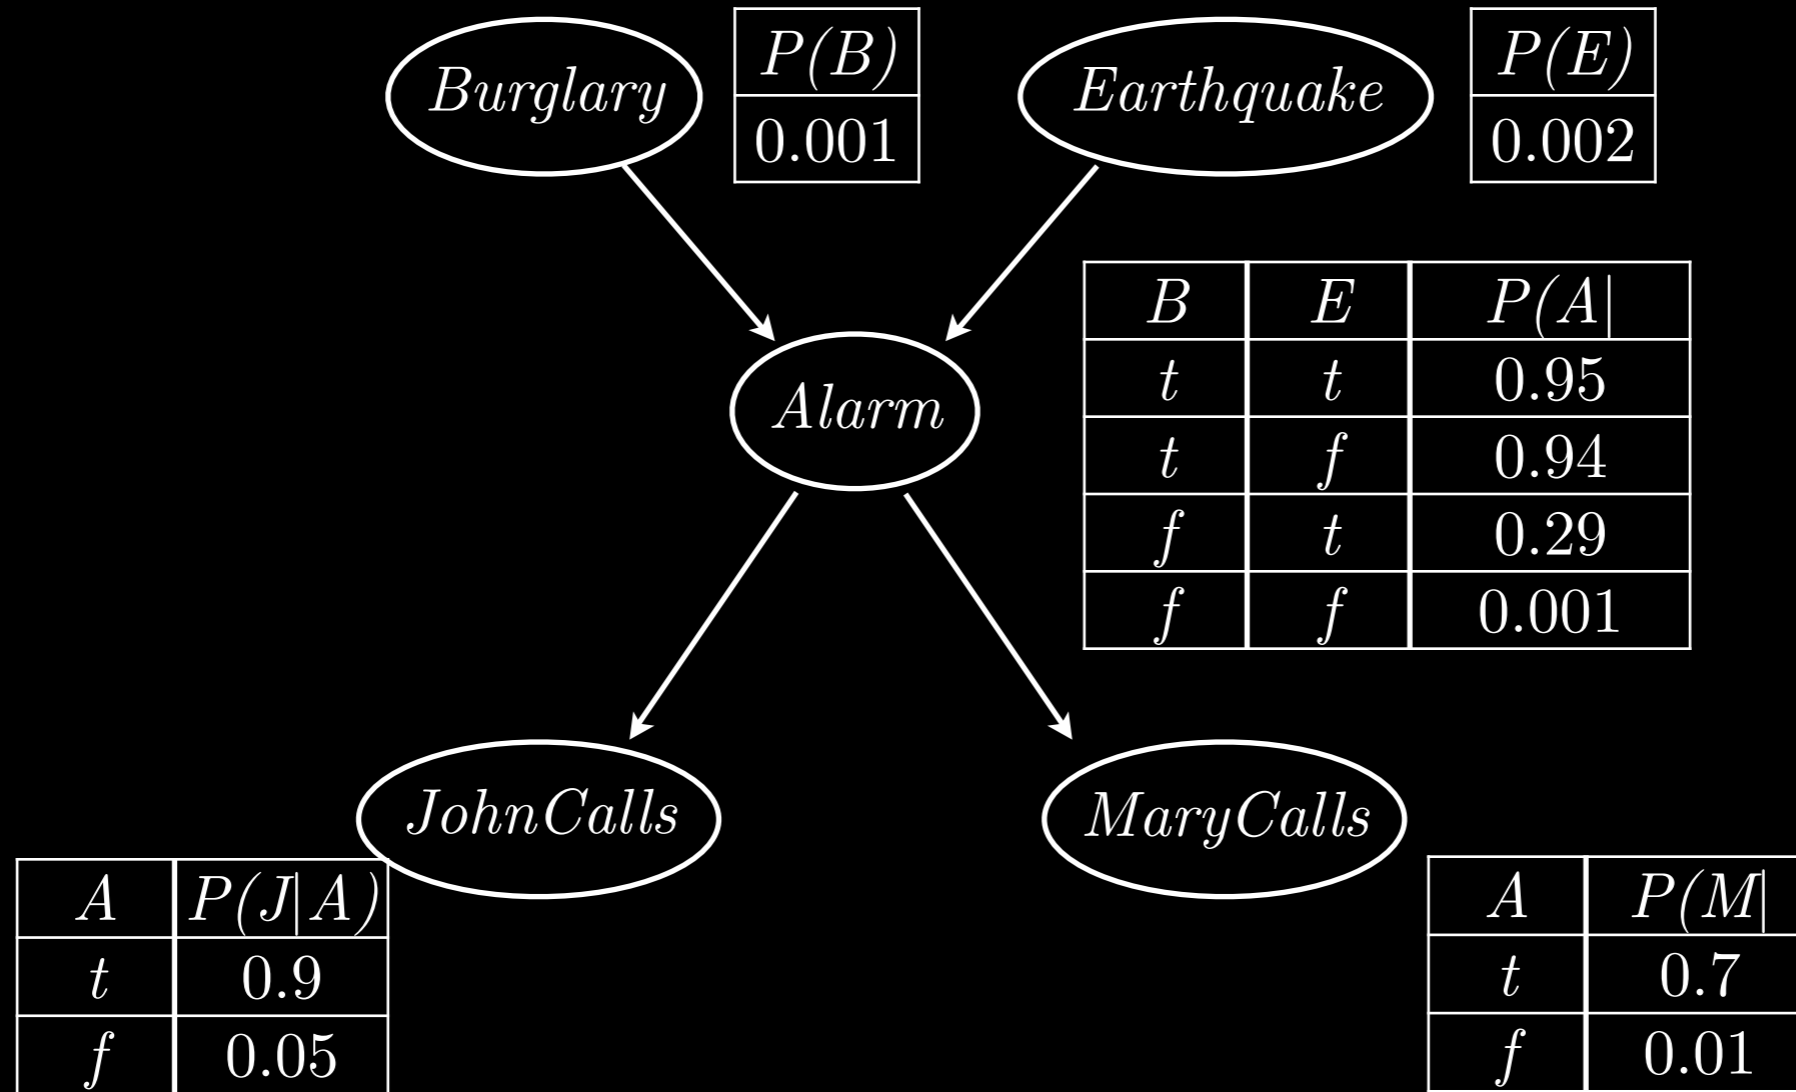 Burglary
P(B)
0.001
Earthquake
P(E)
0.002
Alarm
B E P(A|
t t 0.95
t f 0.94
f t 0.29
f f 0.001
JohnCalls
A P(J|A)
t 0.9
f 0.05
MaryCalls
A P(M|
t 0.7
f 0.01